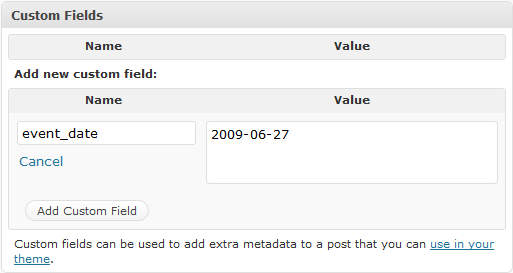 Custom Fields
Name Value
Add new custom field:
Name Value
event_date 2009-06-27
Cancel
Add Custom Field
Custom fields can be used to add extra metadata to a post that you can use in your
theme.